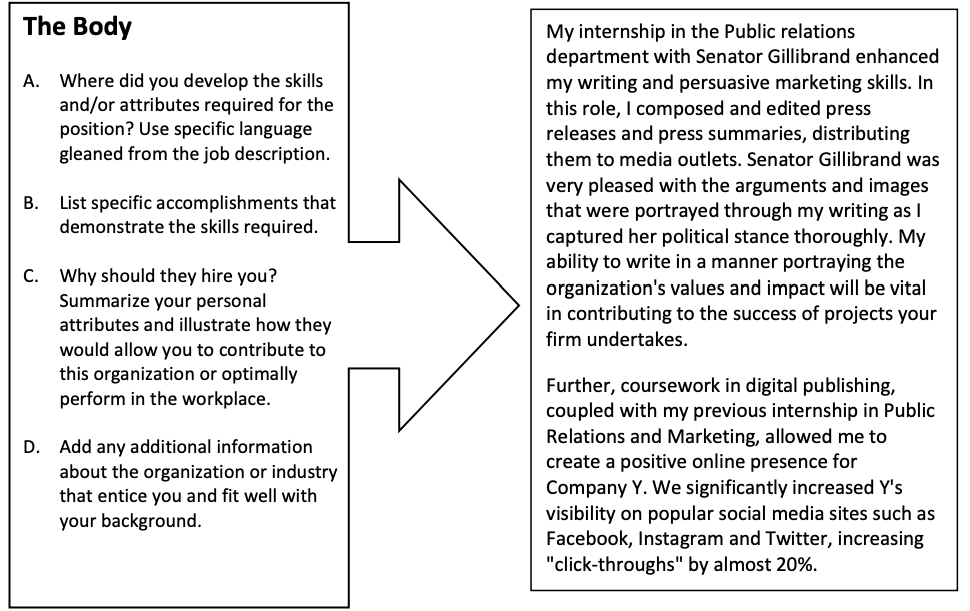 The Body
A. Where did you develop the skills
and/or attributes required for the
position? Use specific language
gleaned from the job description.
B. List specific accomplishments that
demonstrate the skills required.
C. Why should they hire you?
Summarize your personal
attributes and illustrate how they
would allow you to contribute to
this organization or optimally
perform in the workplace.
D. Add any additional information
about the organization or industry
that entice you and fit well with
your background.
My internship in the Public relations
department with Senator Gillibrand enhanced
my writing and persuasive marketing skills. In
this role, I composed and edited press
releases and press summaries, distributing
them to media outlets. Senator Gillibrand was
very pleased with the arguments and images
that were portrayed through my writing as I
captured her political stance thoroughly. My
ability to write in a manner portraying the
organization's values and impact will be vital
in contributing to the success of projects your
firm undertakes.
Further, coursework in digital publishing,
coupled with my previous internship in Public
Relations and Marketing, allowed me to
create a positive online presence for
Company Y. We significantly increased Y's
visibility on popular social media sites such as
Facebook, Instagram and Twitter, increasing
"click-throughs" by almost 20%.